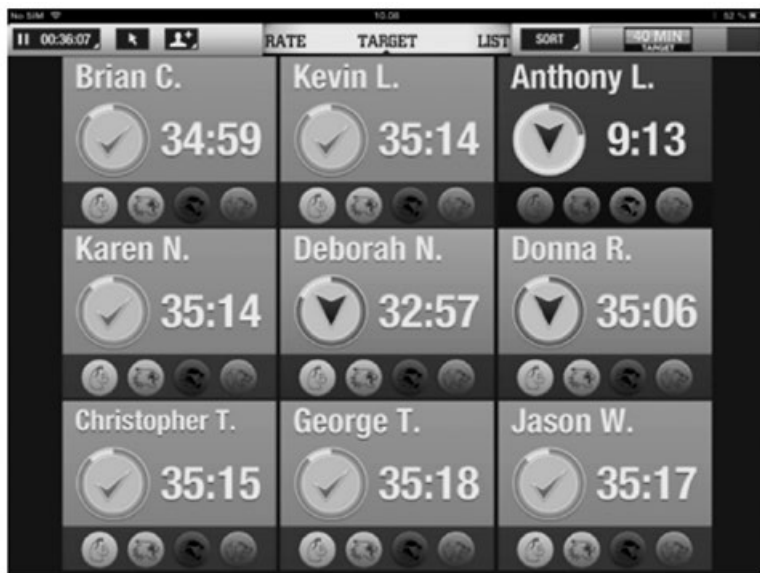 No SIM 10.08 52 %
00:36:07 RATE TARGET LIST SORT 40 MIN
TARGET
Brian C. Kevin L. Anthony L.
34:59 35:14 9:13
Karen N. Deborah N. Donna R.
35:14 32:57 35:06
Christopher T. George T. Jason W.
35:15 35:18 35:17